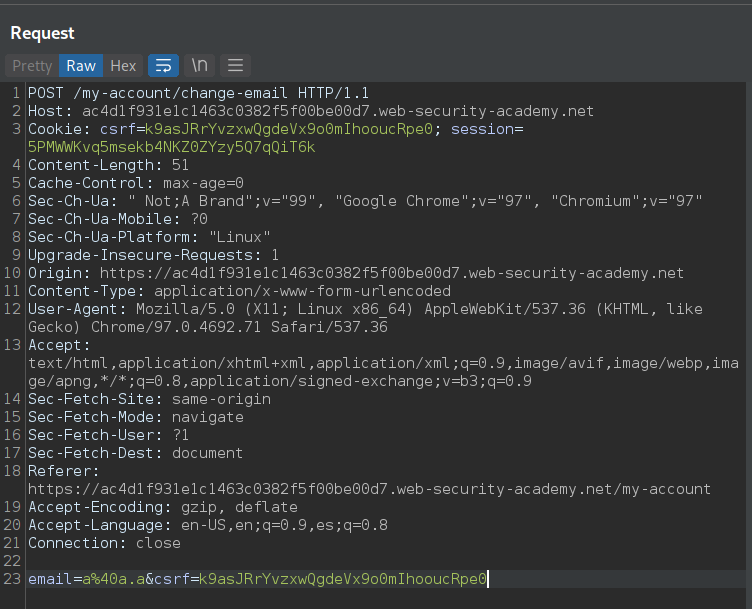 Request
Pretty Raw Hex \n
1 POST /my-account/change-email HTTP/1.1
2 Host: ac4d1f931e1c1463c0382f5f00be00d7.web-security-academy.net
3 Cookie: csrf=k9asJRrYvzxwQgdeVx9o0mIhooucRpe0; session=
5PMWWKvq5msekb4NKZ0ZYzy5Q7qQiT6k
4 Content-Length: 51
5 Cache-Control: max-age=0
6 Sec-Ch-Ua: " Not;A Brand";v="99", "Google Chrome";v="97", "Chromium";v="97"
7 Sec-Ch-Ua-Mobile: ?0
8 Sec-Ch-Ua-Platform: "Linux"
9 Upgrade-Insecure-Requests: 1
10 Origin: https://ac4d1f931e1c1463c0382f5f00be00d7.web-security-academy.net
11 Content-Type: application/x-www-form-urlencoded
12 User-Agent: Mozilla/5.0 (X11; Linux x86_64) AppleWebKit/537.36 (KHTML, like
Gecko) Chrome/97.0.4692.71 Safari/537.36
13 Accept:
text/html,application/xhtml+xml,application/xml;q=0.9,image/avif,image/webp,ima
ge/apng,*/*;q=0.8,application/signed-exchange;v=b3;q=0.9
14 Sec-Fetch-Site: same-origin
15 Sec-Fetch-Mode: navigate
16 Sec-Fetch-User: ?1
17 Sec-Fetch-Dest: document
18 Referer:
https://ac4d1f931e1c1463c0382f5f00be00d7.web-security-academy.net/my-account
19 Accept-Encoding: gzip, deflate
20 Accept-Language: en-US,en;q=0.9,es;q=0.8
21 Connection: close
22
23 email=a%40a.a&csrf=k9asJRrYvzxwQgdeVx9o0mIhooucRpe0